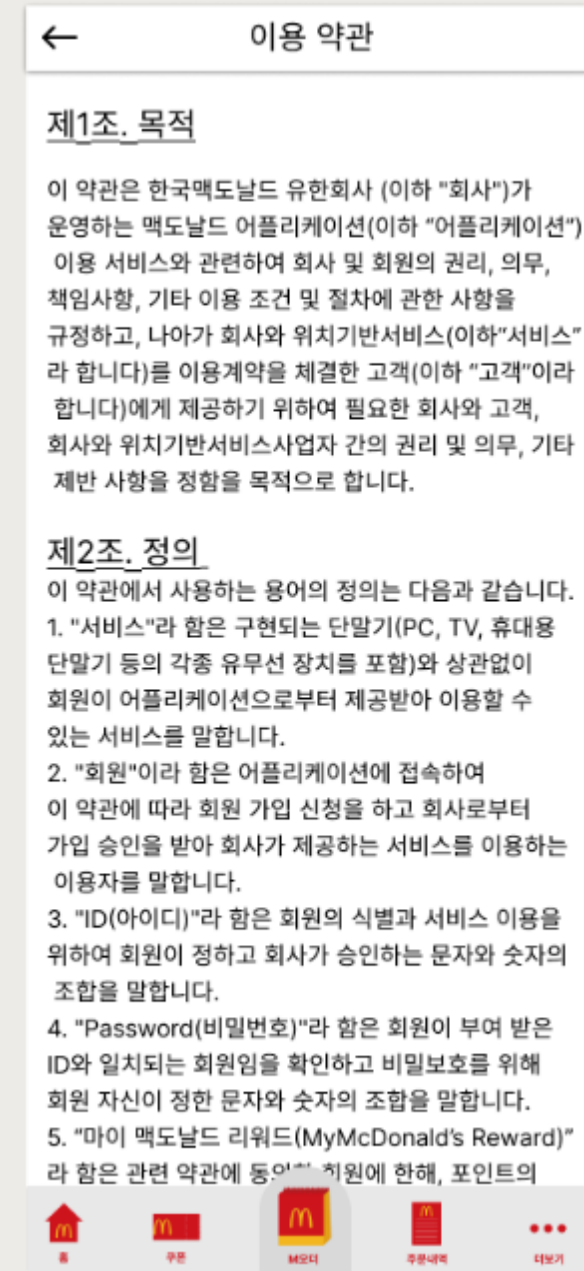 이용 약관
제1조. 목적
이 약관은 한국맥도날드 유한회사 (이하 "회사")가
운영하는 맥도날드 어플리케이션(이하 “어플리케이션”)
이용 서비스와 관련하여 회사 및 회원의 권리, 의무,
책임사항, 기타 이용 조건 및 절차에 관한 사항을
규정하고, 나아가 회사와 위치기반서비스(이하”서비스”
라 합니다)를 이용계약을 체결한 고객(이하 “고객”이라
합니다)에게 제공하기 위하여 필요한 회사와 고객,
회사와 위치기반서비스사업자 간의 권리 및 의무, 기타
제반 사항을 정함을 목적으로 합니다.
제2조. 정의
이 약관에서 사용하는 용어의 정의는 다음과 같습니다.
1. "서비스"라 함은 구현되는 단말기(PC, TV, 휴대용
단말기 등의 각종 유무선 장치를 포함)와 상관없이
회원이 어플리케이션으로부터 제공받아 이용할 수
있는 서비스를 말합니다.
2. "회원"이라 함은 어플리케이션에 접속하여
이 약관에 따라 회원 가입 신청을 하고 회사로부터
가입 승인을 받아 회사가 제공하는 서비스를 이용하는
이용자를 말합니다.
3. "ID(아이디)"라 함은 회원의 식별과 서비스 이용을
위하여 회원이 정하고 회사가 승인하는 문자와 숫자의
조합을 말합니다.
4. "Password(비밀번호)"라 함은 회원이 부여 받은
ID와 일치되는 회원임을 확인하고 비밀보호를 위해
회원 자신이 정한 문자와 숫자의 조합을 말합니다.
5. “마이 맥도날드 리워드(MyMcDonald’s Reward)”
라 함은 관련 약관에 회원에 한해, 포인트의
홈 쿠폰 M오더 주문내역 더보기